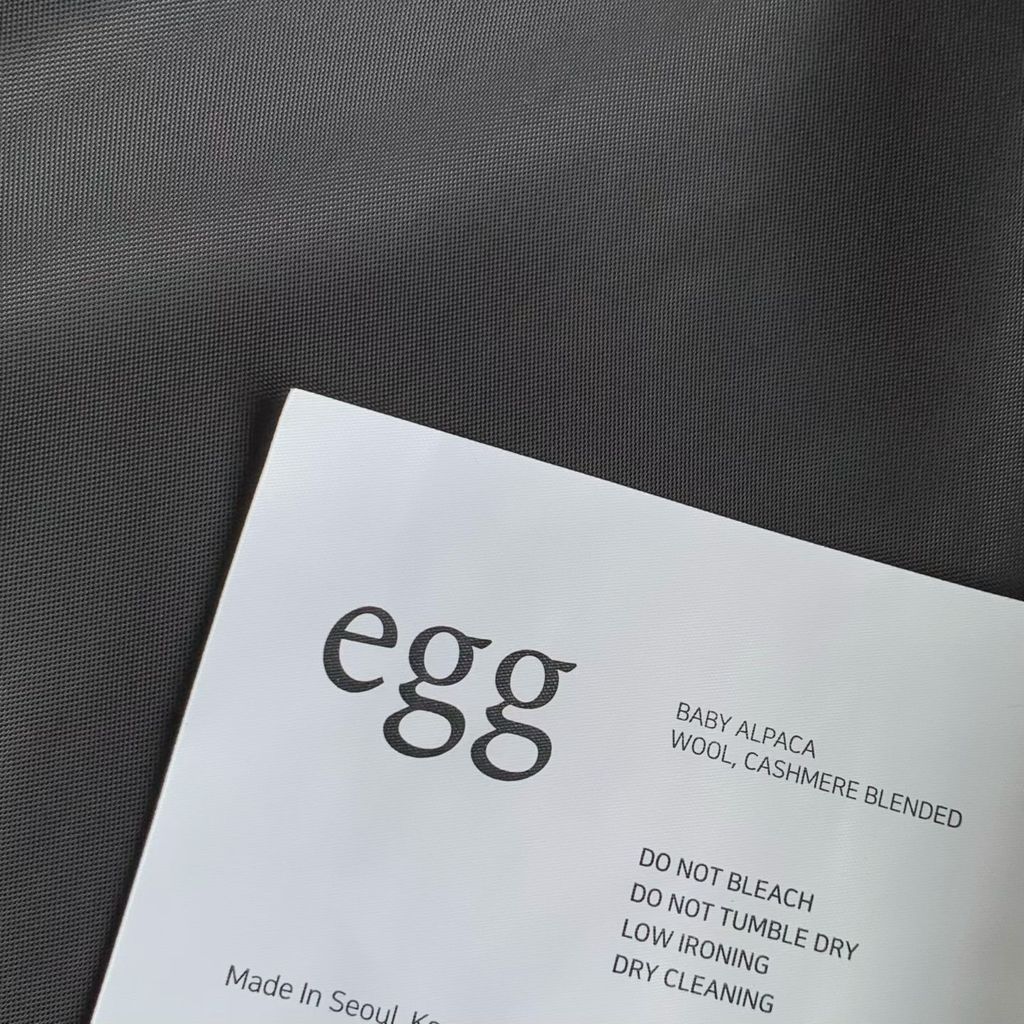 egg
BABY ALPACA
WOOL, CASHMERE BLENDED
DO NOT BLEACH
DO NOT TUMBLE DRY
LOW IRONING
DRY CLEANING
Made In Seoul,